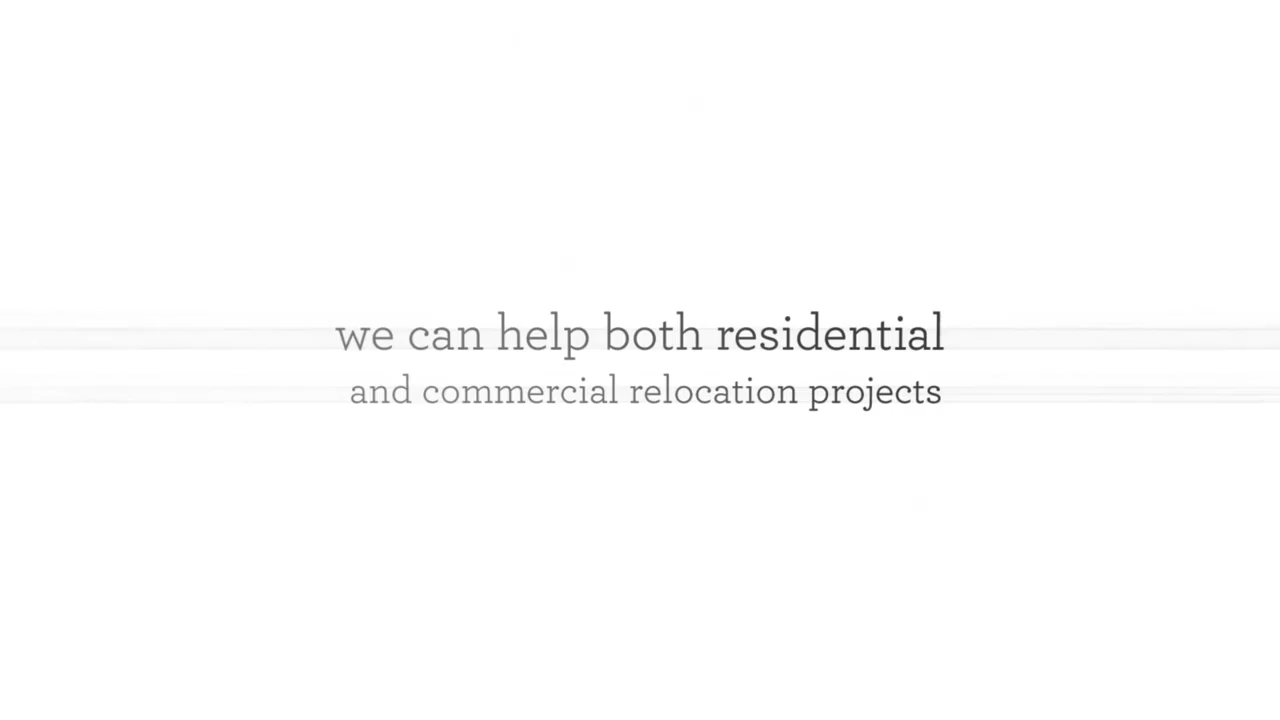 we can help both residential
and commercial relocation projects